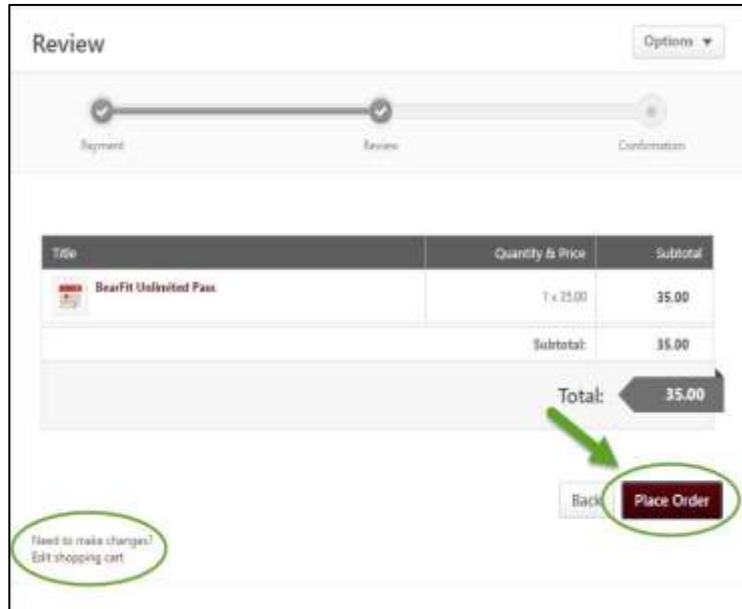 Review
Options
Payment
Review
Confirmation
Title Quantity & Price Subtotal
BearFit Unlimited Pass 1 x 35.00 35.00
Subtotal: 35.00
Total: 35.00
Back Place Order
Need to make changes?
Edit shopping cart